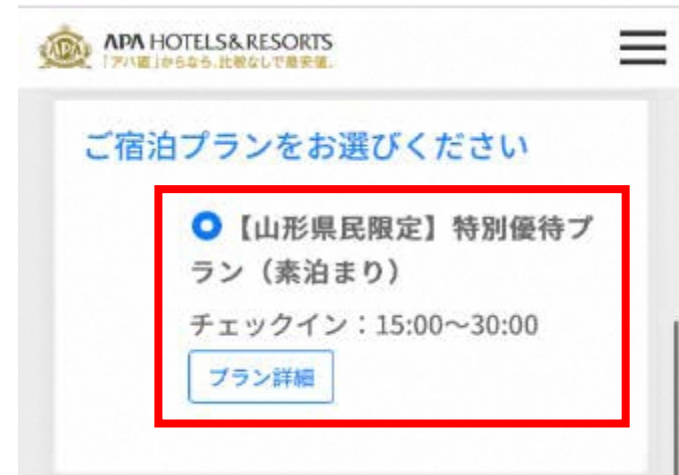 APA
APA HOTELS&RESORTS
「アパ直」からなら、比較なしで最安値。
ご宿泊プランをお選びください
【山形県民限定】特別優待プ
ラン（素泊まり）
チェックイン：15:00～30:00
プラン詳細